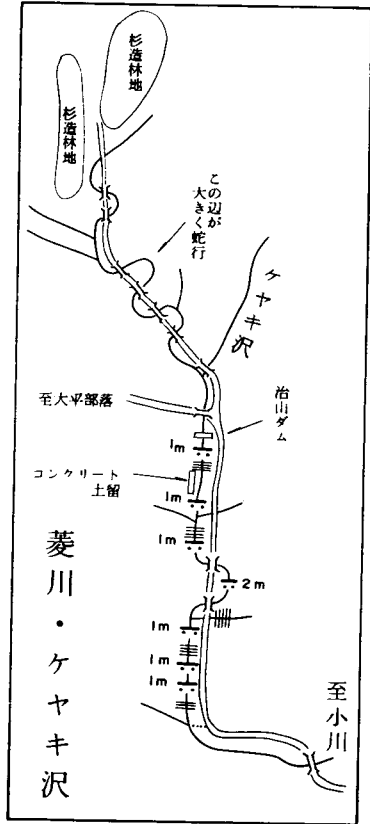 杉造林地
杉造林地
この辺が
大きく蛇行
ケヤキ沢
治山ダム
至大平部落
1m
コンクリート
土留
1m
1m
2m
1m
1m
1m
至小川
菱川・ケヤキ沢